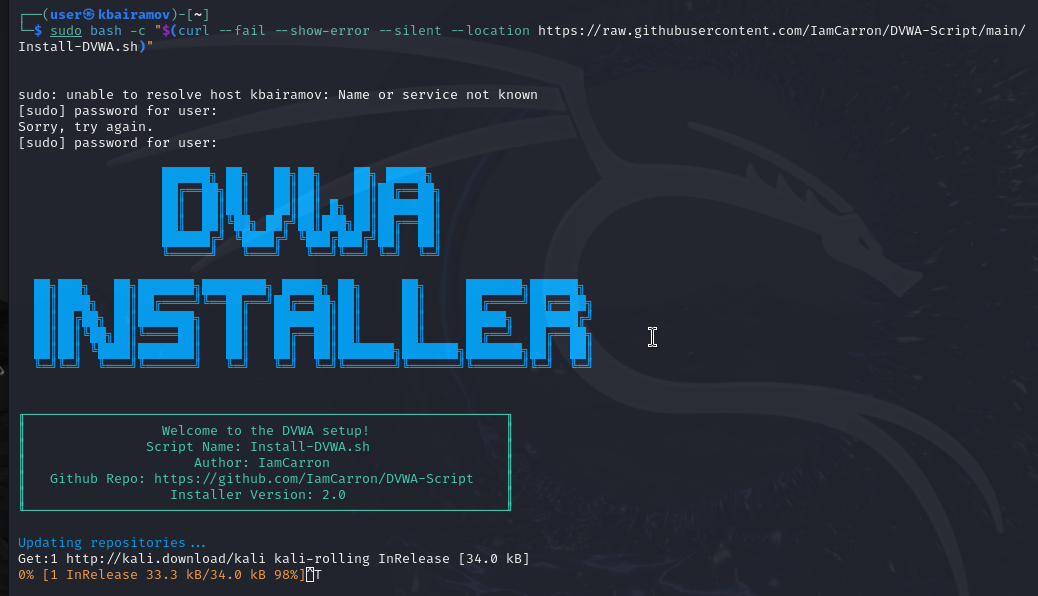 ┌──(user㉿kbairamov)-[~]
└─$ sudo bash -c "$(curl --fail --show-error --silent --location https://raw.githubusercontent.com/IamCarron/DVWA-Script/main/
Install-DVWA.sh)"
sudo: unable to resolve host kbairamov: Name or service not known
[sudo] password for user:
Sorry, try again.
[sudo] password for user:
DVWA
INSTALLER
Welcome to the DVWA setup!
Script Name: Install-DVWA.sh
Author: IamCarron
Github Repo: https://github.com/IamCarron/DVWA-Script
Installer Version: 2.0
Updating repositories...
Get:1 http://kali.download/kali kali-rolling InRelease [34.0 kB]
0% [1 InRelease 33.3 kB/34.0 kB 98%]^T